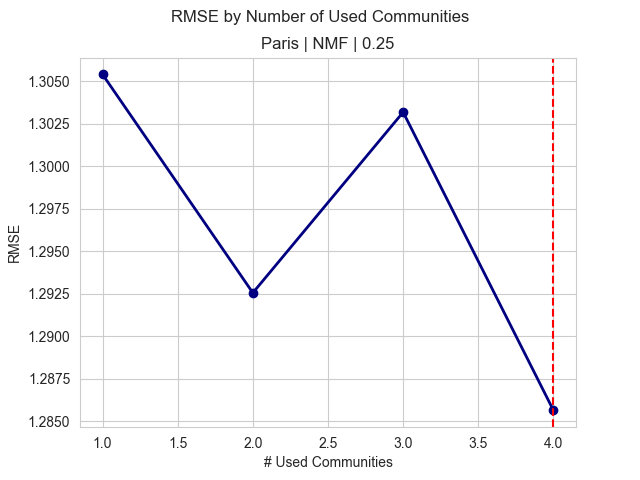 RMSE by Number of Used Communities
Paris | NMF | 0.25
1.3050
1.3025
1.3000
1.2975
1.2950
1.2925
1.2900
1.2875
1.2850
RMSE
1.0 1.5 2.0 2.5 3.0 3.5 4.0
# Used Communities